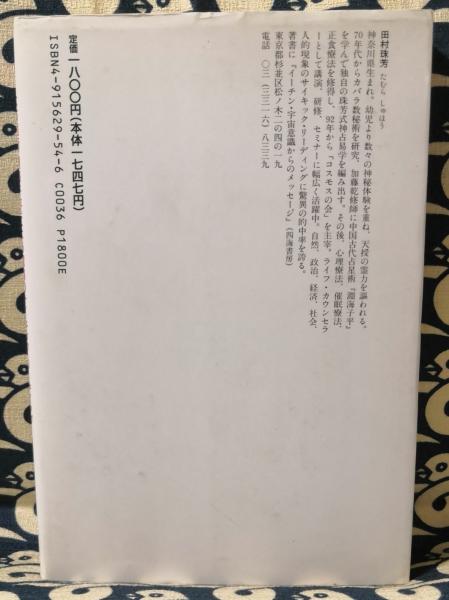 田村珠芳 たむら しゅほう
神奈川県生まれ。幼児より数々の神秘体験を重ね、天授の霊力を謳われる。
70年代からカバラ数秘術を研究。加藤乾修師に中国古代占星術『淵海子平』
を学んで独自の珠芳式神占易学を編み出す。その後、心理療法、催眠療法、
正食療法を修得し、92年から「コスモスの会」を主宰。ライフ・カウンセラ
ーとして講演、研修、セミナーに幅広く活躍中。自然、政治、経済、社会、
人的現象のサイキック・リーディングに驚異の的中率を誇る。
著書に『イーチン・宇宙意識からのメッセージ』(四海書房)
東京都杉並区松ノ木二の四の一九
電話 〇三(三三一六)八三三九
定価 一八〇〇円(本体一七四七円)
ISBN4-915629-54-6 C0036 P1800E